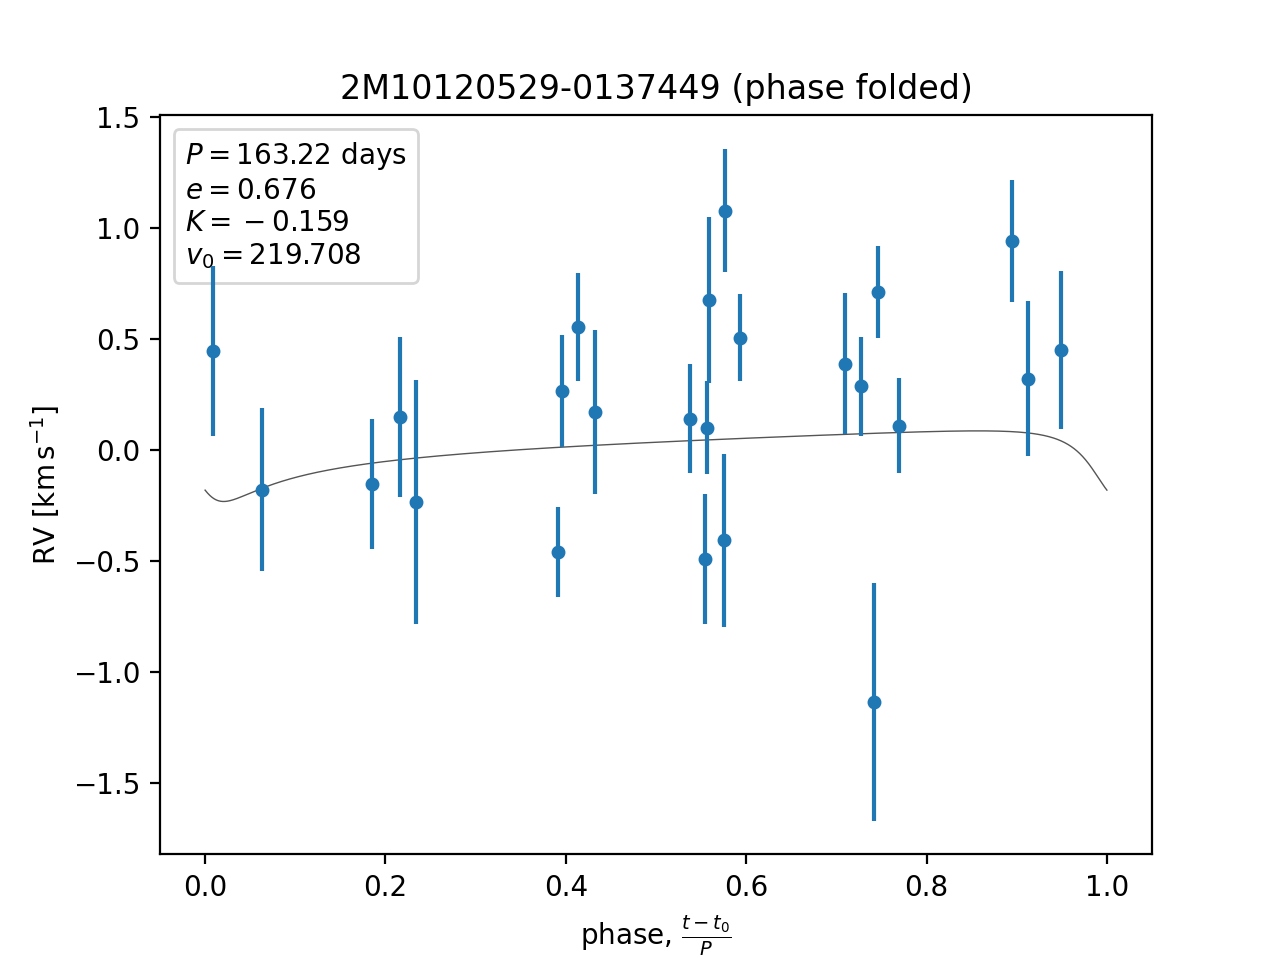 2M10120529-0137449 (phase folded)
P = 163.22 days
e = 0.676
K = −0.159
v₀ = 219.708
1.5
1.0
0.5
0.0
−0.5
−1.0
−1.5
RV [km s⁻¹]
0.0 0.2 0.4 0.6 0.8 1.0
phase, (t − t₀)/P